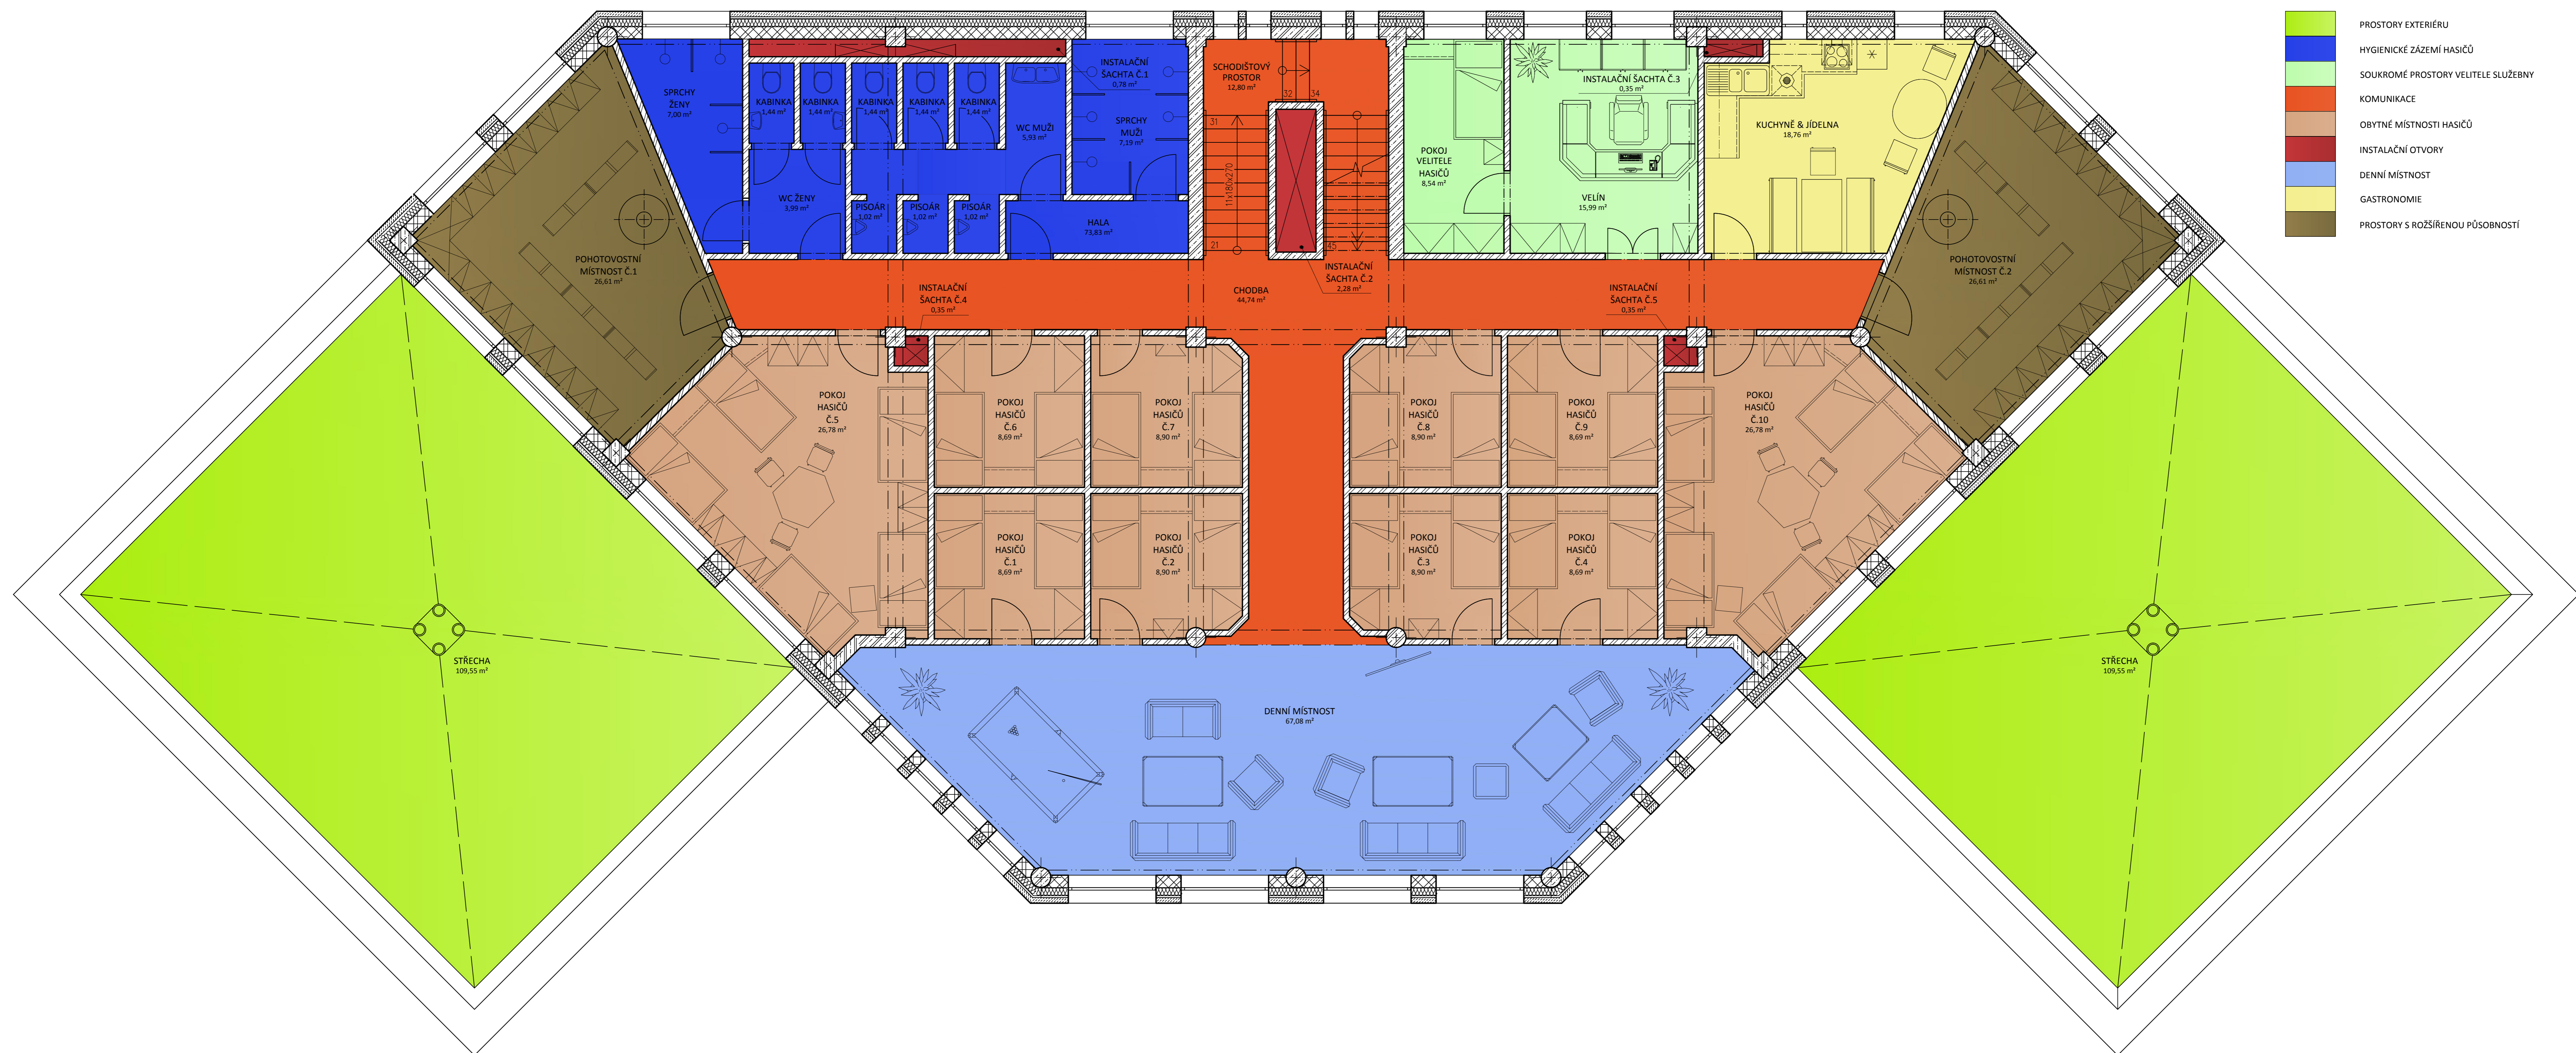 PROSTORY EXTERIÉRU
HYGIENICKÉ ZÁZEMÍ HASIČŮ
SOUKROMÉ PROSTORY VELITELE SLUŽEBNY
KOMUNIKACE
OBYTNÉ MÍSTNOSTI HASIČŮ
INSTALAČNÍ OTVORY
DENNÍ MÍSTNOST
GASTRONOMIE
PROSTORY S ROŽŠÍŘENOU PŮSOBNOSTÍ
SPRCHY
ŽENY
7,00 m²
KABINKA
1,44 m²
KABINKA
1,44 m²
KABINKA
1,44 m²
KABINKA
1,44 m²
KABINKA
1,44 m²
WC MUŽI
5,93 m²
INSTALAČNÍ
ŠACHTA Č.1
0,78 m²
SPRCHY
MUŽI
7,19 m²
WC ŽENY
3,99 m²
PISOÁR
1,02 m²
PISOÁR
1,02 m²
PISOÁR
1,02 m²
HALA
73,83 m²
SCHODIŠTOVÝ
PROSTOR
12,80 m²
32
34
31
11x180x270
21
45
INSTALAČNÍ
ŠACHTA Č.2
2,28 m²
POKOJ
VELITELE
HASIČŮ
8,54 m²
INSTALAČNÍ ŠACHTA Č.3
0,35 m²
VELÍN
15,99 m²
KUCHYNĚ & JÍDELNA
18,76 m²
POHOTOVOSTNÍ
MÍSTNOST Č.1
26,61 m²
POHOTOVOSTNÍ
MÍSTNOST Č.2
26,61 m²
INSTALAČNÍ
ŠACHTA Č.4
0,35 m²
CHODBA
44,74 m²
INSTALAČNÍ
ŠACHTA Č.5
0,35 m²
POKOJ
HASIČŮ
Č.5
26,78 m²
POKOJ
HASIČŮ
Č.6
8,69 m²
POKOJ
HASIČŮ
Č.7
8,90 m²
POKOJ
HASIČŮ
Č.8
8,90 m²
POKOJ
HASIČŮ
Č.9
8,69 m²
POKOJ
HASIČŮ
Č.10
26,78 m²
POKOJ
HASIČŮ
Č.1
8,69 m²
POKOJ
HASIČŮ
Č.2
8,90 m²
POKOJ
HASIČŮ
Č.3
8,90 m²
POKOJ
HASIČŮ
Č.4
8,69 m²
STŘECHA
109,55 m²
STŘECHA
109,55 m²
DENNÍ MÍSTNOST
67,08 m²